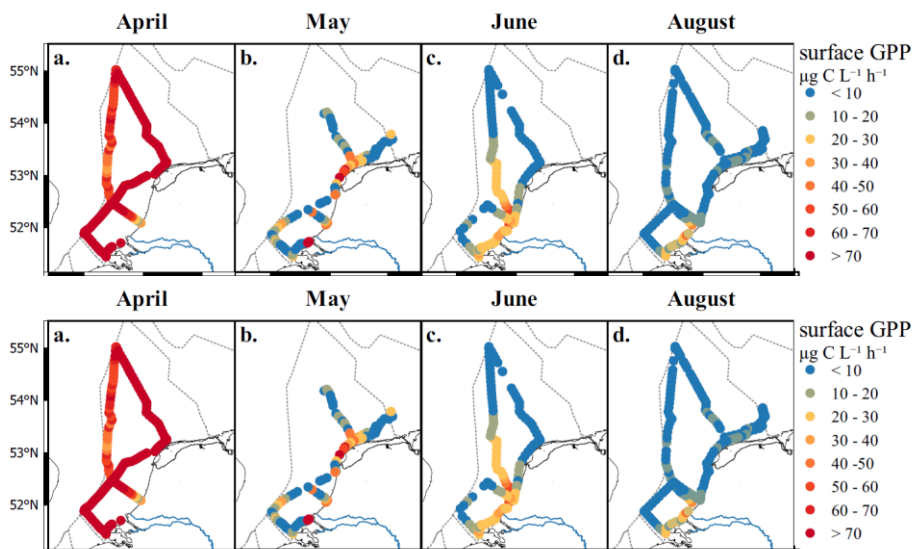 April May June August
a. b. c. d. surface GPP
µg C L⁻¹ h⁻¹
55°N < 10
10 - 20
54°N 20 - 30
30 - 40
53°N 40 -50
50 - 60
52°N 60 - 70
> 70
April May June August
a. b. c. d. surface GPP
µg C L⁻¹ h⁻¹
55°N < 10
10 - 20
54°N 20 - 30
30 - 40
53°N 40 -50
50 - 60
52°N 60 - 70
> 70